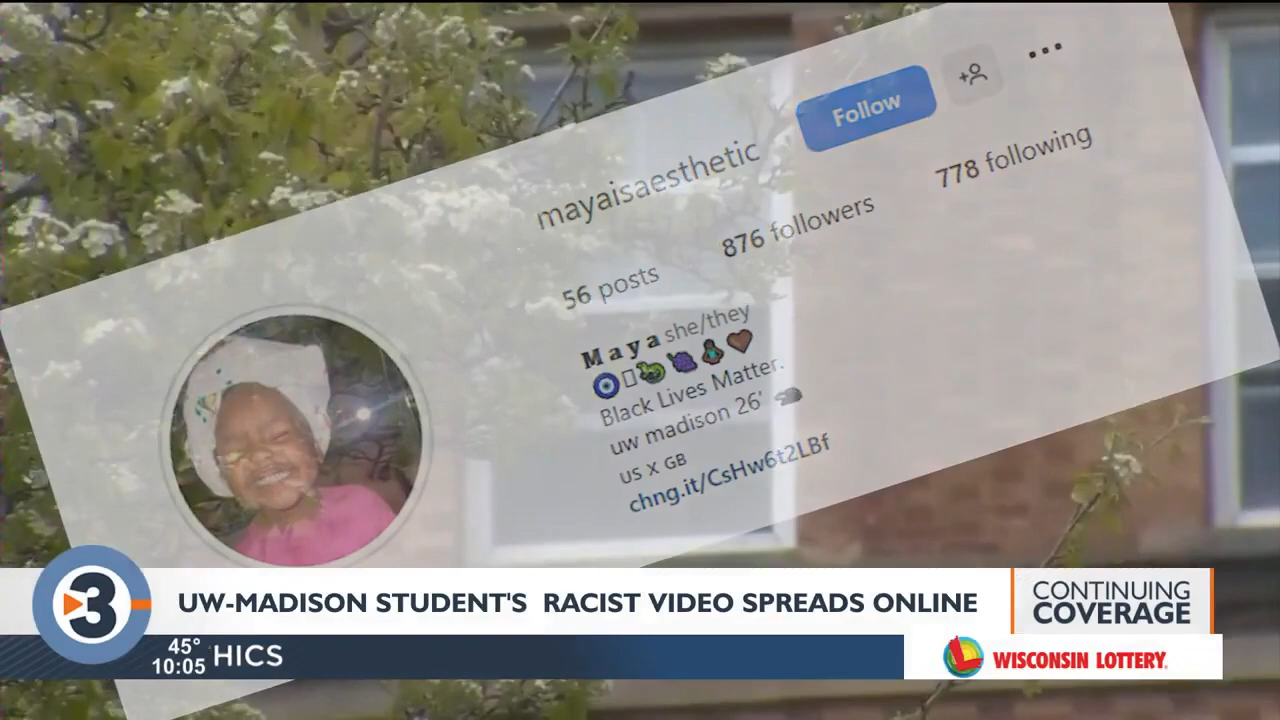 mayaisaesthetic
Follow
...
56 posts
876 followers
778 following
Maya she/they
Black Lives Matter.
uw madison 26'
US X GB
chng.it/CsHw6t2LBf
3
UW-MADISON STUDENT'S RACIST VIDEO SPREADS ONLINE
CONTINUING
COVERAGE
45°
10:05
HICS
WISCONSIN LOTTERY